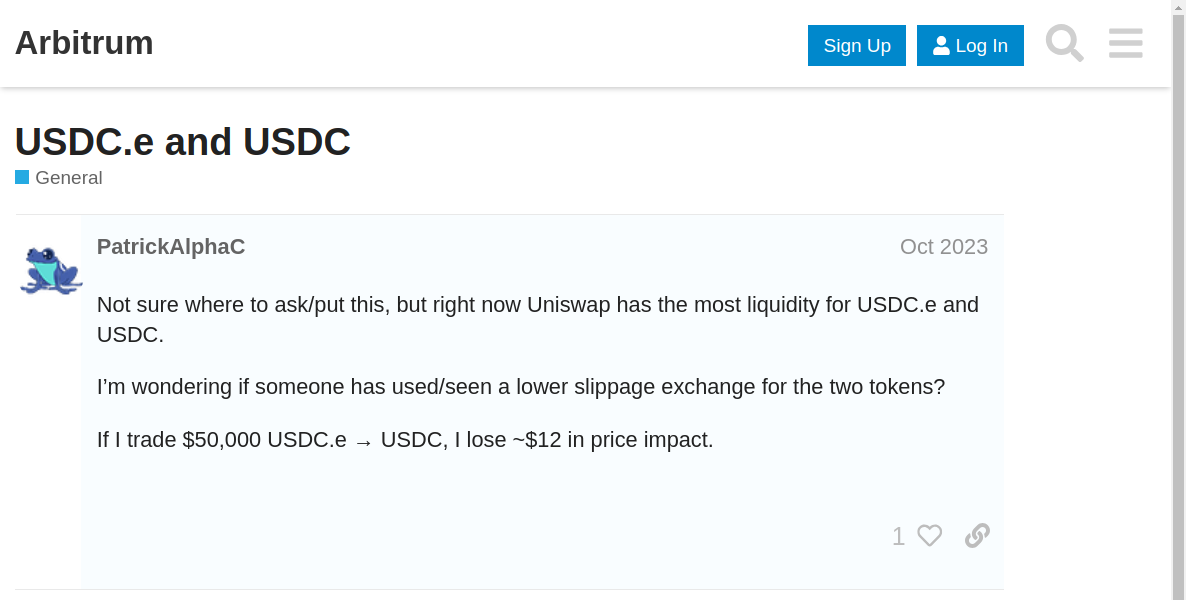 Arbitrum
Sign Up
Log In
USDC.e and USDC
General
PatrickAlphaC
Oct 2023
Not sure where to ask/put this, but right now Uniswap has the most liquidity for USDC.e and
USDC.
I’m wondering if someone has used/seen a lower slippage exchange for the two tokens?
If I trade $50,000 USDC.e → USDC, I lose ~$12 in price impact.
1